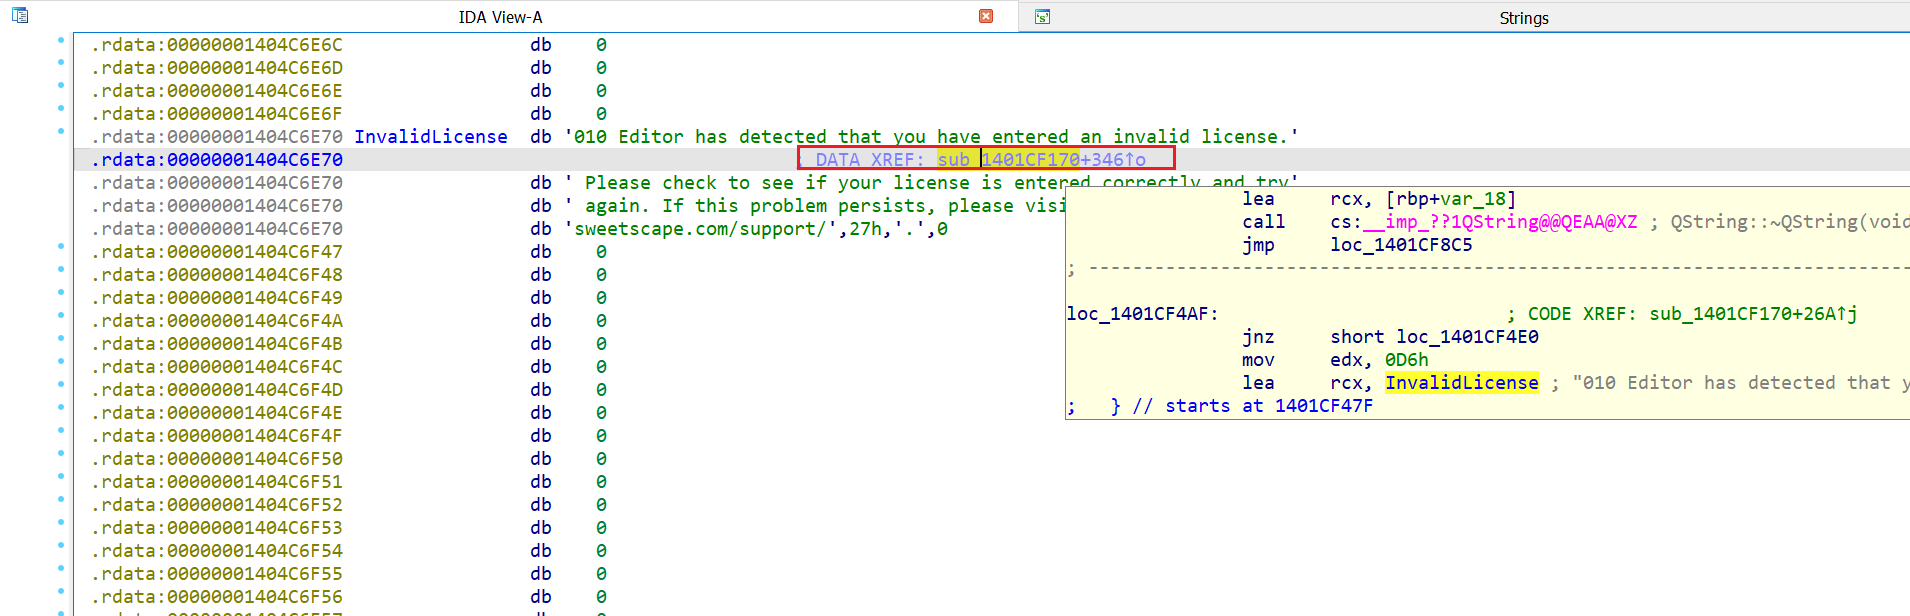 IDA View-A
Strings
.rdata:00000001404C6E6C db 0
.rdata:00000001404C6E6D db 0
.rdata:00000001404C6E6E db 0
.rdata:00000001404C6E6F db 0
.rdata:00000001404C6E70 InvalidLicense db '010 Editor has detected that you have entered an invalid license.'
.rdata:00000001404C6E70 ; DATA XREF: sub_1401CF170+346↑o
.rdata:00000001404C6E70 db ' Please check to see if your license is entered correctly and try'
.rdata:00000001404C6E70 db ' again. If this problem persists, please visi
.rdata:00000001404C6E70 db 'sweetscape.com/support/',27h,'.',0
.rdata:00000001404C6F47 db 0
.rdata:00000001404C6F48 db 0
.rdata:00000001404C6F49 db 0
.rdata:00000001404C6F4A db 0
.rdata:00000001404C6F4B db 0
.rdata:00000001404C6F4C db 0
.rdata:00000001404C6F4D db 0
.rdata:00000001404C6F4E db 0
.rdata:00000001404C6F4F db 0
.rdata:00000001404C6F50 db 0
.rdata:00000001404C6F51 db 0
.rdata:00000001404C6F52 db 0
.rdata:00000001404C6F53 db 0
.rdata:00000001404C6F54 db 0
.rdata:00000001404C6F55 db 0
.rdata:00000001404C6F56 db 0
lea rcx, [rbp+var_18]
call cs:__imp_??1QString@@QEAA@XZ ; QString::~QString(void
jmp loc_1401CF8C5
; ---------------------------------------------------------------------------
loc_1401CF4AF: ; CODE XREF: sub_1401CF170+26A↑j
jnz short loc_1401CF4E0
mov edx, 0D6h
lea rcx, InvalidLicense ; "010 Editor has detected that y
; } // starts at 1401CF47F